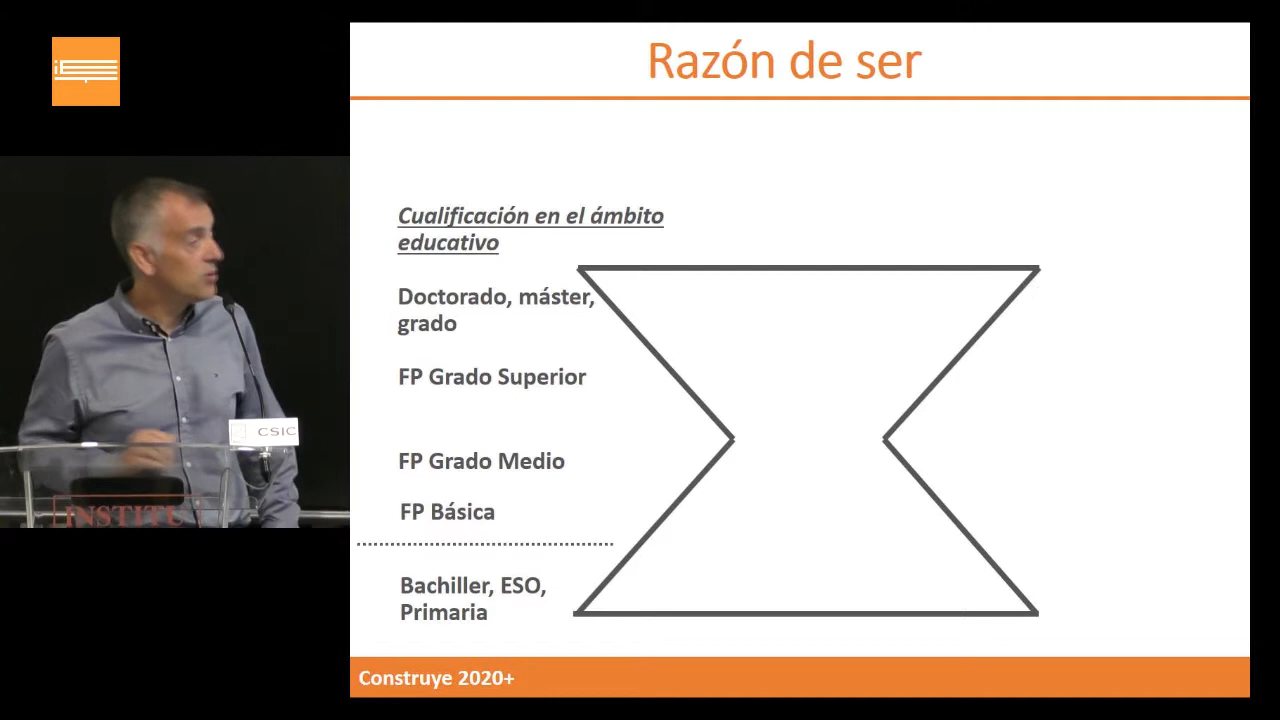 Razón de ser
Cualificación en el ámbito
educativo
Doctorado, máster,
grado
FP Grado Superior
FP Grado Medio
FP Básica
Bachiller, ESO,
Primaria
Construye 2020+
CSIC
INSTITU